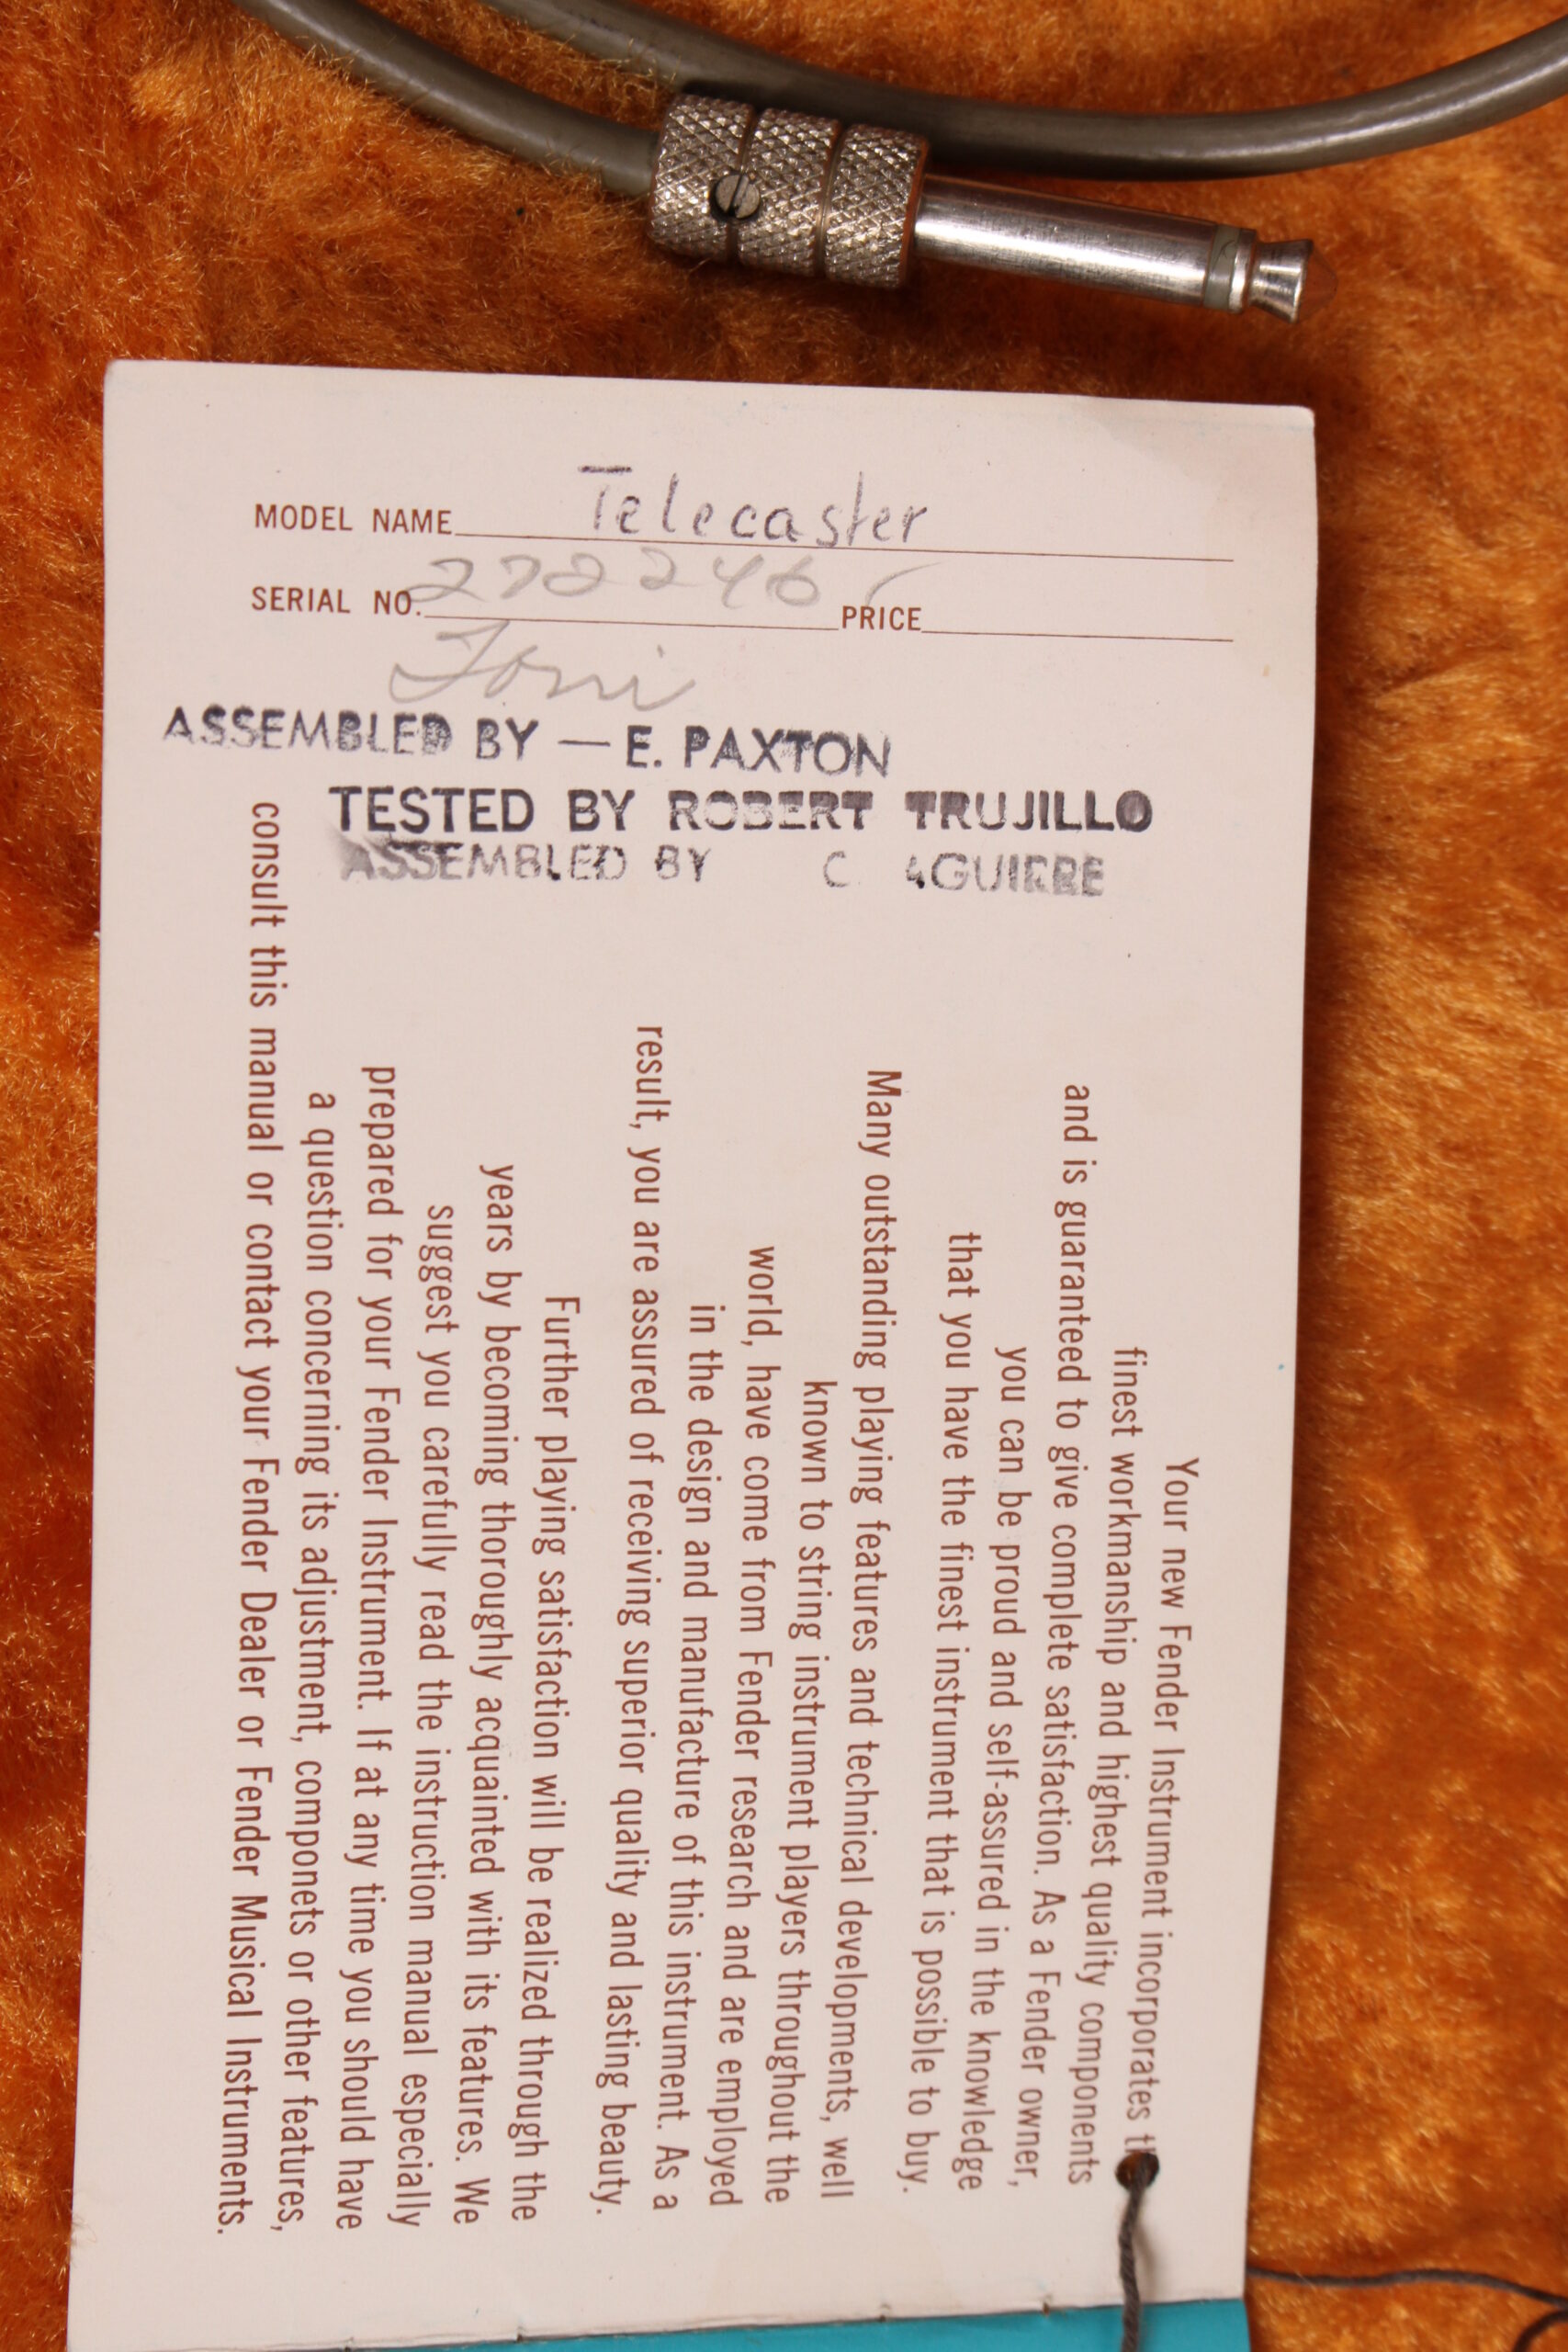 MODEL NAME Telecaster
SERIAL NO. 272246 PRICE
Toni
ASSEMBLED BY — E. PAXTON
TESTED BY ROBERT TRUJILLO
ASSEMBLED BY C AGUIRRE
Your new Fender Instrument incorporates th
finest workmanship and highest quality components
and is guaranteed to give complete satisfaction. As a Fender owner,
you can be proud and self-assured in the knowledge
that you have the finest instrument that is possible to buy.
Many outstanding playing features and technical developments, well
known to string instrument players throughout the
world, have come from Fender research and are employed
in the design and manufacture of this instrument. As a
result, you are assured of receiving superior quality and lasting beauty.
Further playing satisfaction will be realized through the
years by becoming thoroughly acquainted with its features. We
suggest you carefully read the instruction manual especially
prepared for your Fender Instrument. If at any time you should have
a question concerning its adjustment, componets or other features,
consult this manual or contact your Fender Dealer or Fender Musical Instruments.